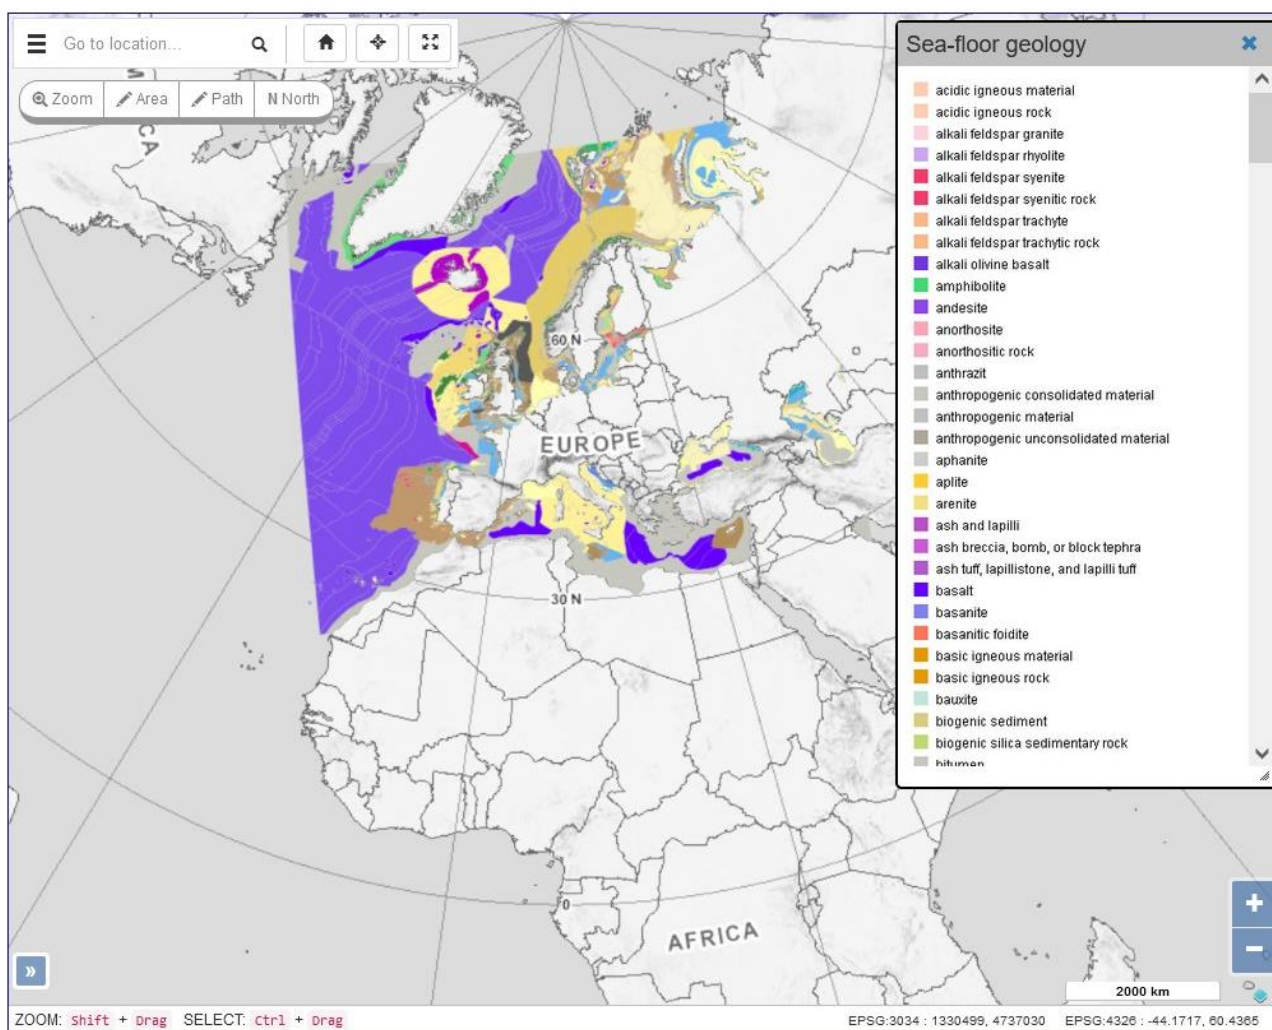 Go to location...
Zoom
Area
Path
N North
CA
60 N
EUROPE
30 N
0
AFRICA
Sea-floor geology
acidic igneous material
acidic igneous rock
alkali feldspar granite
alkali feldspar rhyolite
alkali feldspar syenite
alkali feldspar syenitic rock
alkali feldspar trachyte
alkali feldspar trachytic rock
alkali olivine basalt
amphibolite
andesite
anorthosite
anorthositic rock
anthrazit
anthropogenic consolidated material
anthropogenic material
anthropogenic unconsolidated material
aphanite
aplite
arenite
ash and lapilli
ash breccia, bomb, or block tephra
ash tuff, lapillistone, and lapilli tuff
basalt
basanite
basanitic foidite
basic igneous material
basic igneous rock
bauxite
biogenic sediment
biogenic silica sedimentary rock
bitumen
2000 km
ZOOM: Shift + Drag SELECT: Ctrl + Drag
EPSG:3034 : 1330499, 4737030 EPSG:4326 : -44.1717, 60.4365